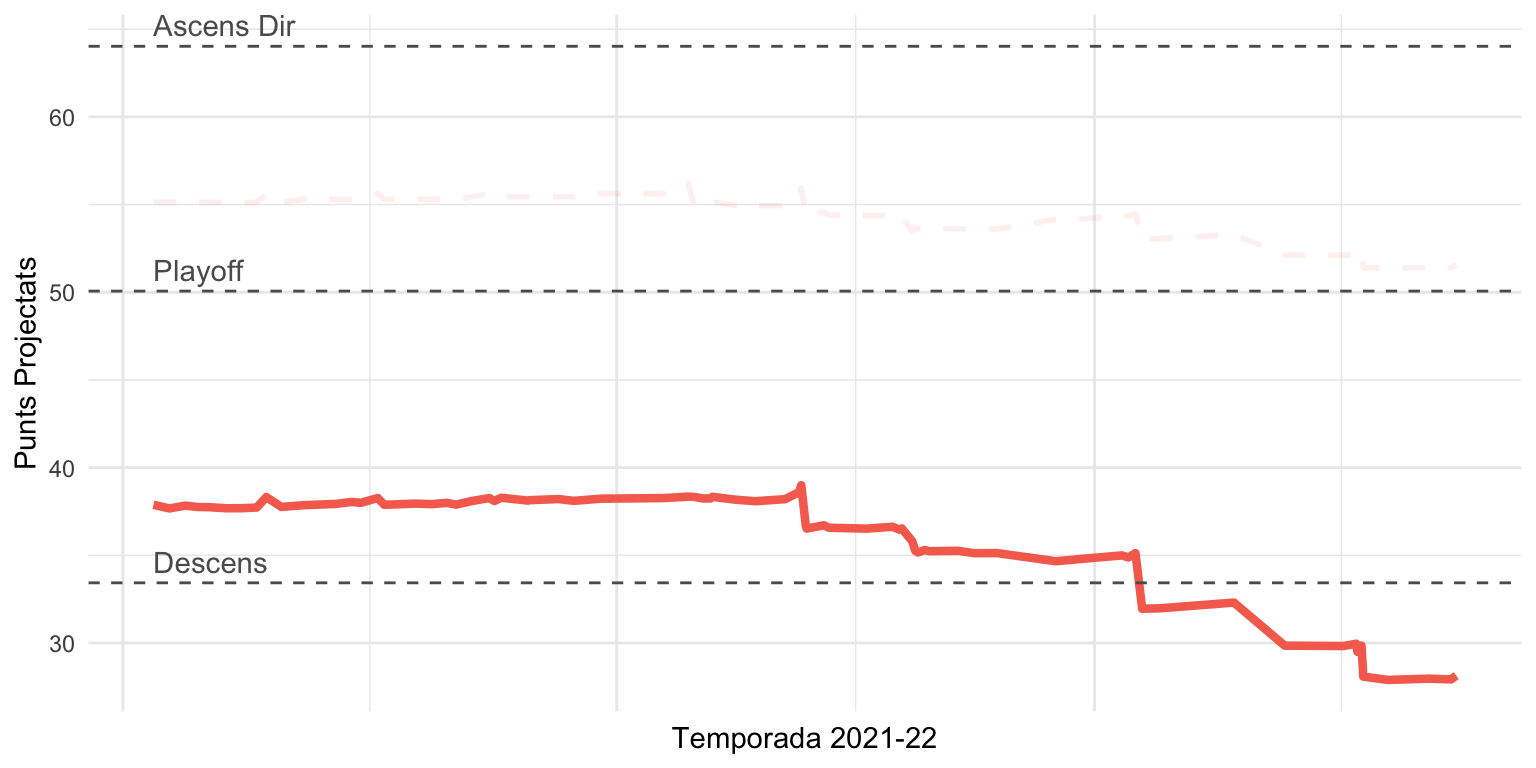 Ascens Dir
60
Playoff
50
Punts Projectats
40
Descens
30
Temporada 2021-22